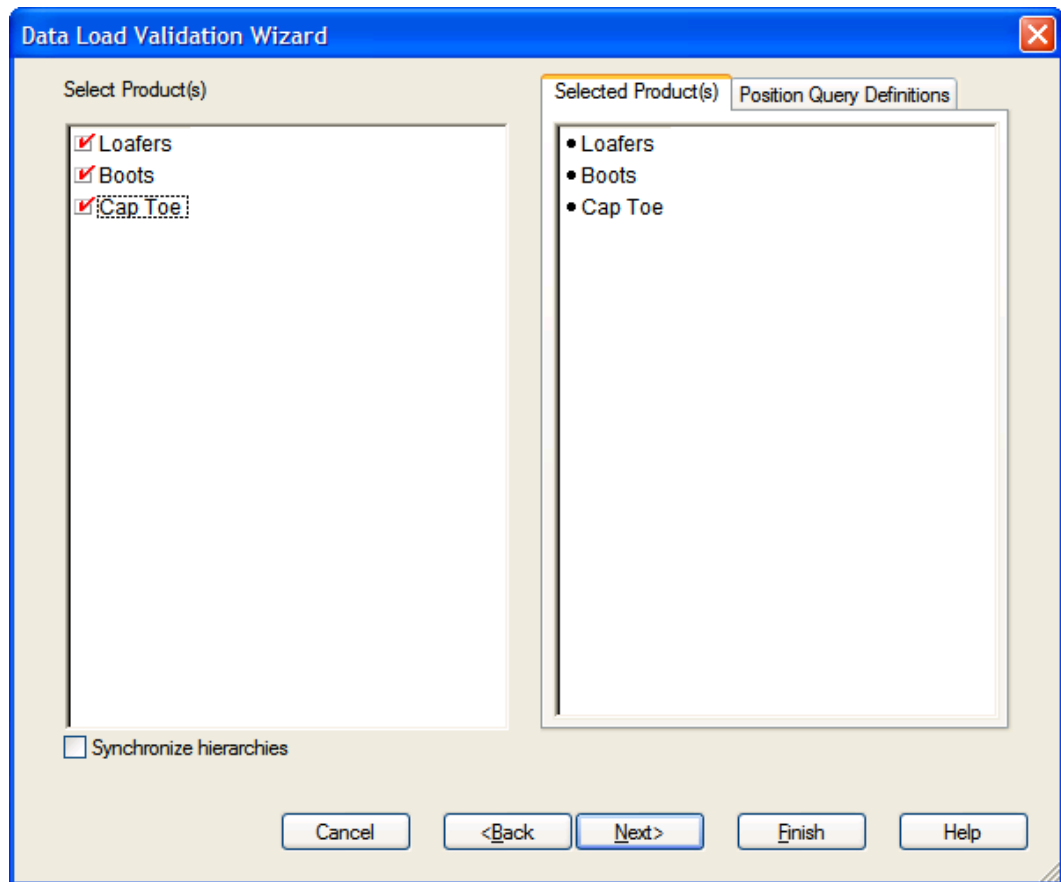 Data Load Validation Wizard
Select Product(s)
Loafers
Boots
Cap Toe
Synchronize hierarchies
Selected Product(s) Position Query Definitions
• Loafers
• Boots
• Cap Toe
Cancel <Back Next> Finish Help